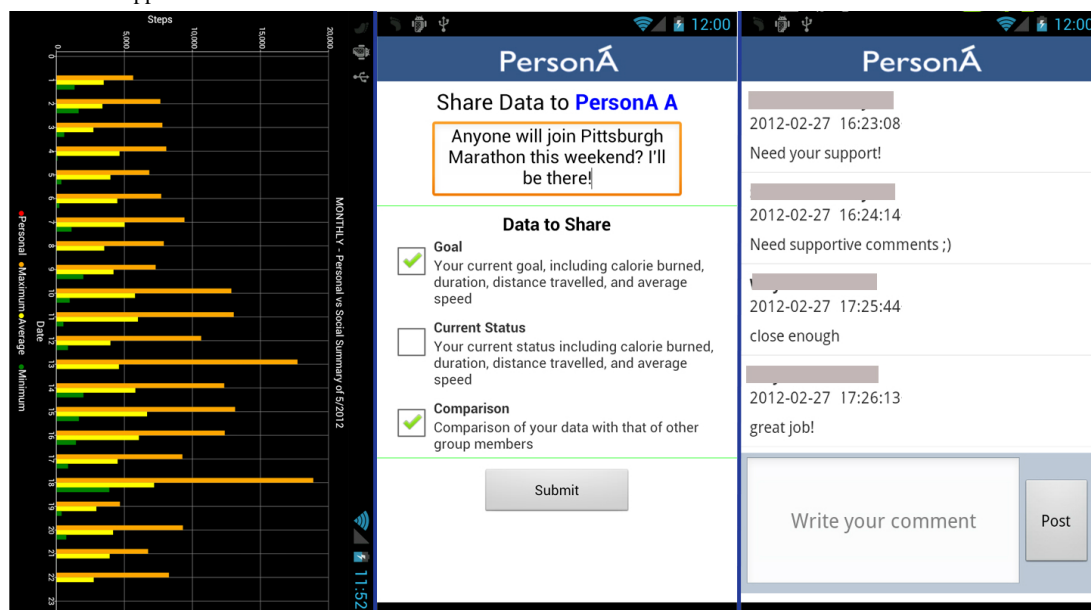 MONTHLY - Personal vs Social Summary of 5/2012
Steps
20,000
15,000
10,000
5,000
0
0 1 2 3 4 5 6 7 8 9 10 11 12 13 14 15 16 17 18 19 20 21 22 23
Date
Personal Maximum Average Minimum
11:52
12:00
PersonÁ
Share Data to PersonA A
Anyone will join Pittsburgh
Marathon this weekend? I'll
be there!
Data to Share
Goal
Your current goal, including calorie burned,
duration, distance travelled, and average
speed
Current Status
Your current status including calorie burned,
duration, distance travelled, and average
speed
Comparison
Comparison of your data with that of other
group members
Submit
12:00
PersonÁ
2012-02-27 16:23:08
Need your support!
2012-02-27 16:24:14
Need supportive comments ;)
2012-02-27 17:25:44
close enough
2012-02-27 17:26:13
great job!
Write your comment
Post